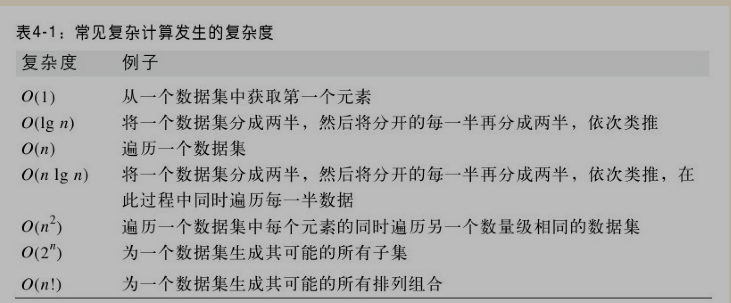 表4-1：常见复杂计算发生的复杂度
复杂度 例子
O(1) 从一个数据集中获取第一个元素
O(lg n) 将一个数据集分成两半，然后将分开的每一半再分成两半，依次类推
O(n) 遍历一个数据集
O(n lg n) 将一个数据集分成两半，然后将分开的每一半再分成两半，依次类推，在
此过程中同时遍历每一半数据
O(n²) 遍历一个数据集中每个元素的同时遍历另一个数量级相同的数据集
O(2ⁿ) 为一个数据集生成其可能的所有子集
O(n!) 为一个数据集生成其可能的所有排列组合